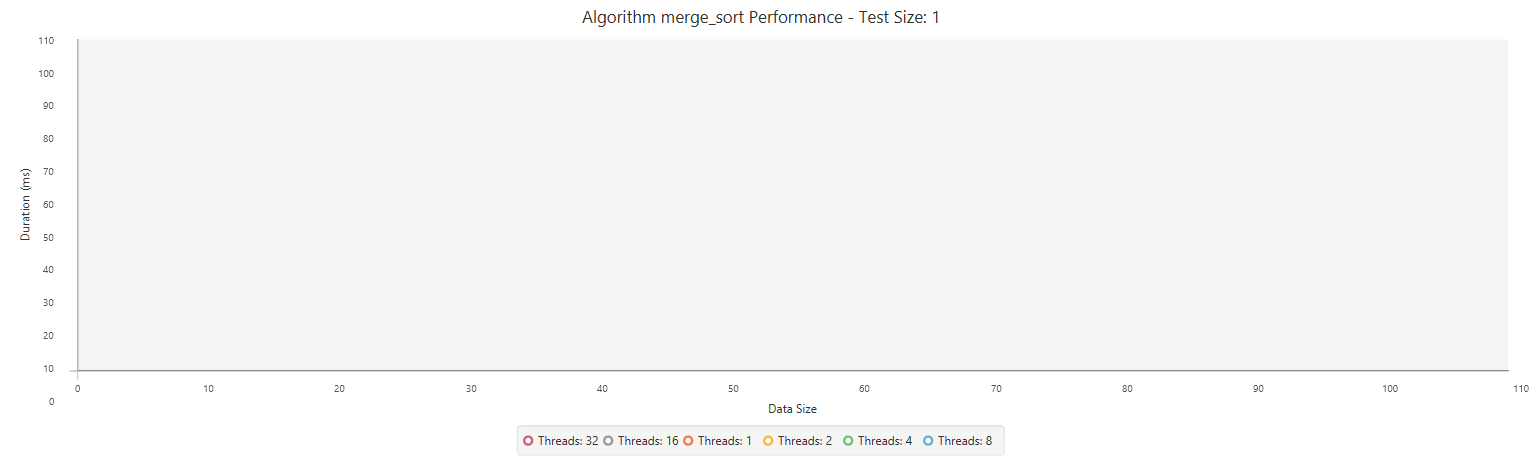 Algorithm merge_sort Performance - Test Size: 1
110
100
90
80
70
60
50
40
30
20
10
0
Duration (ms)
0 10 20 30 40 50 60 70 80 90 100 110
Data Size
Threads: 32 Threads: 16 Threads: 1 Threads: 2 Threads: 4 Threads: 8